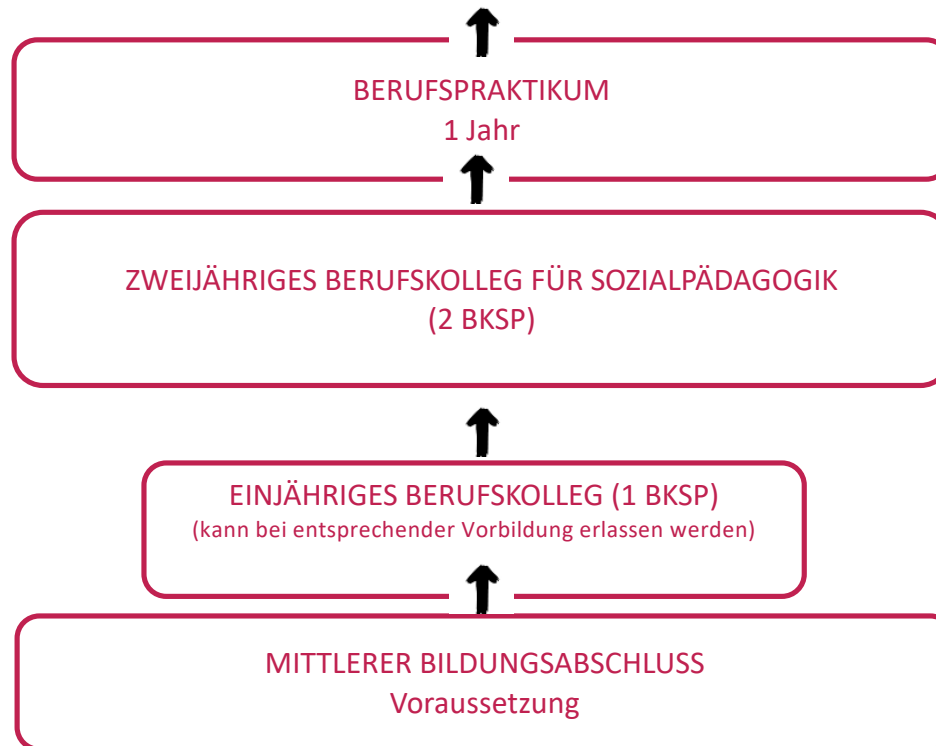 BERUFSPRAKTIKUM
1 Jahr
ZWEIJÄHRIGES BERUFSKOLLEG FÜR SOZIALPÄDAGOGIK
(2 BKSP)
EINJÄHRIGES BERUFSKOLLEG (1 BKSP)
(kann bei entsprechender Vorbildung erlassen werden)
MITTLERER BILDUNGSABSCHLUSS
Voraussetzung